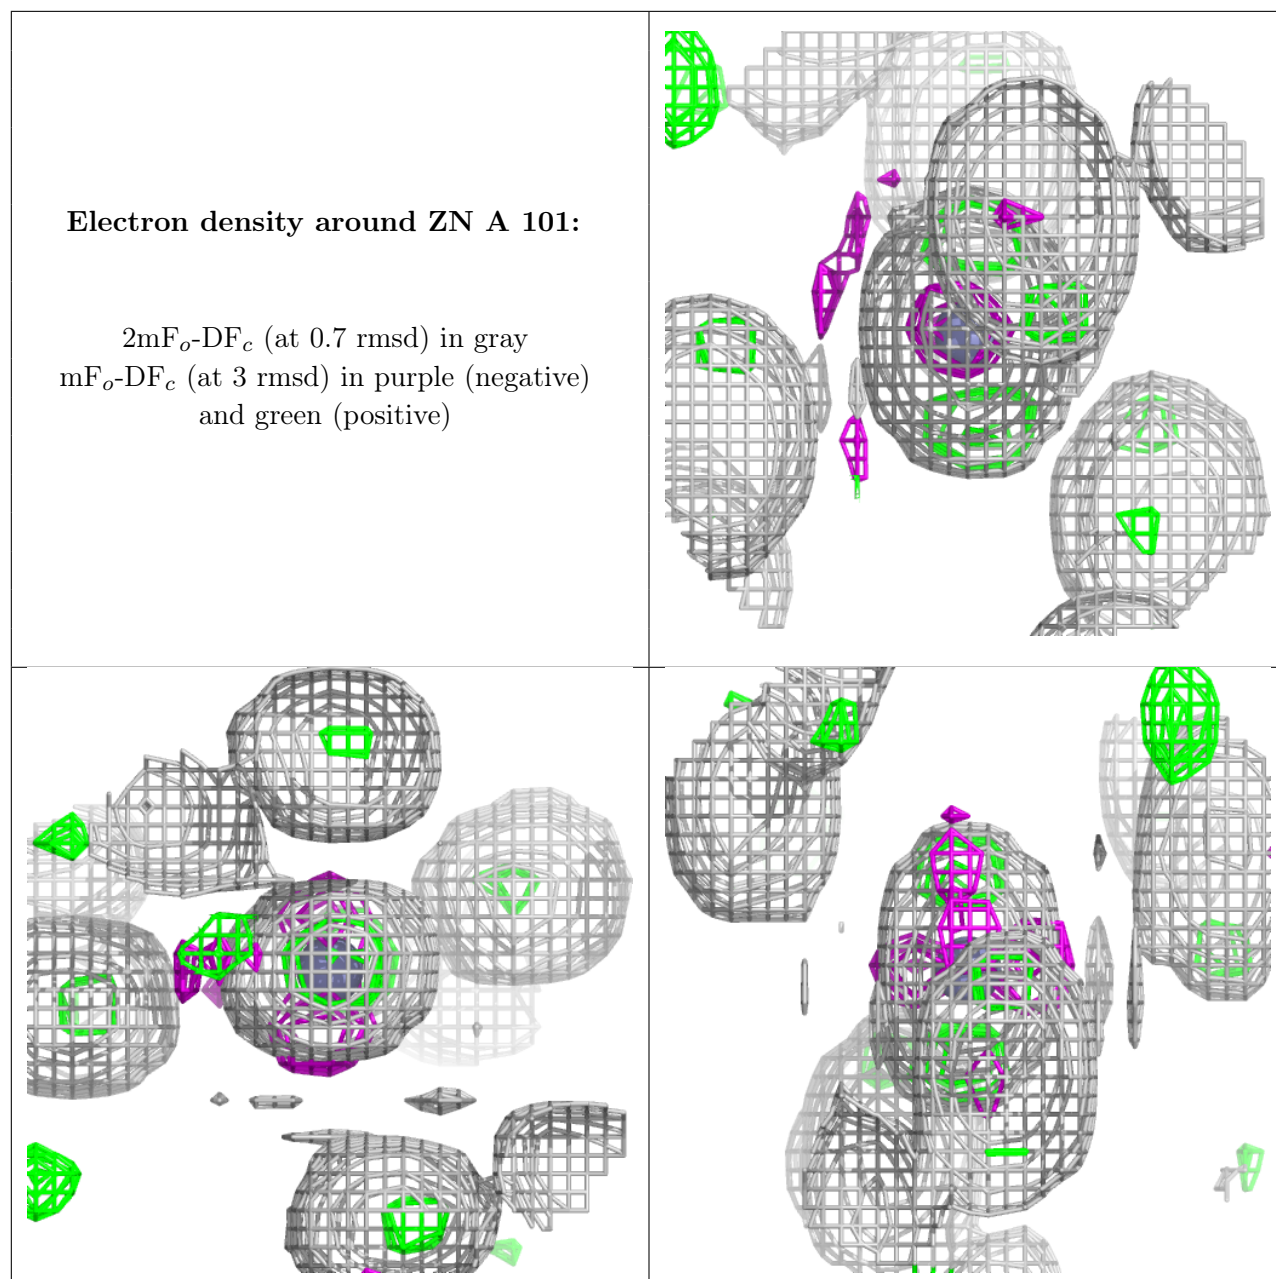 Electron density around ZN A 101:
2mFo-DFc (at 0.7 rmsd) in gray
mFo-DFc (at 3 rmsd) in purple (negative)
and green (positive)